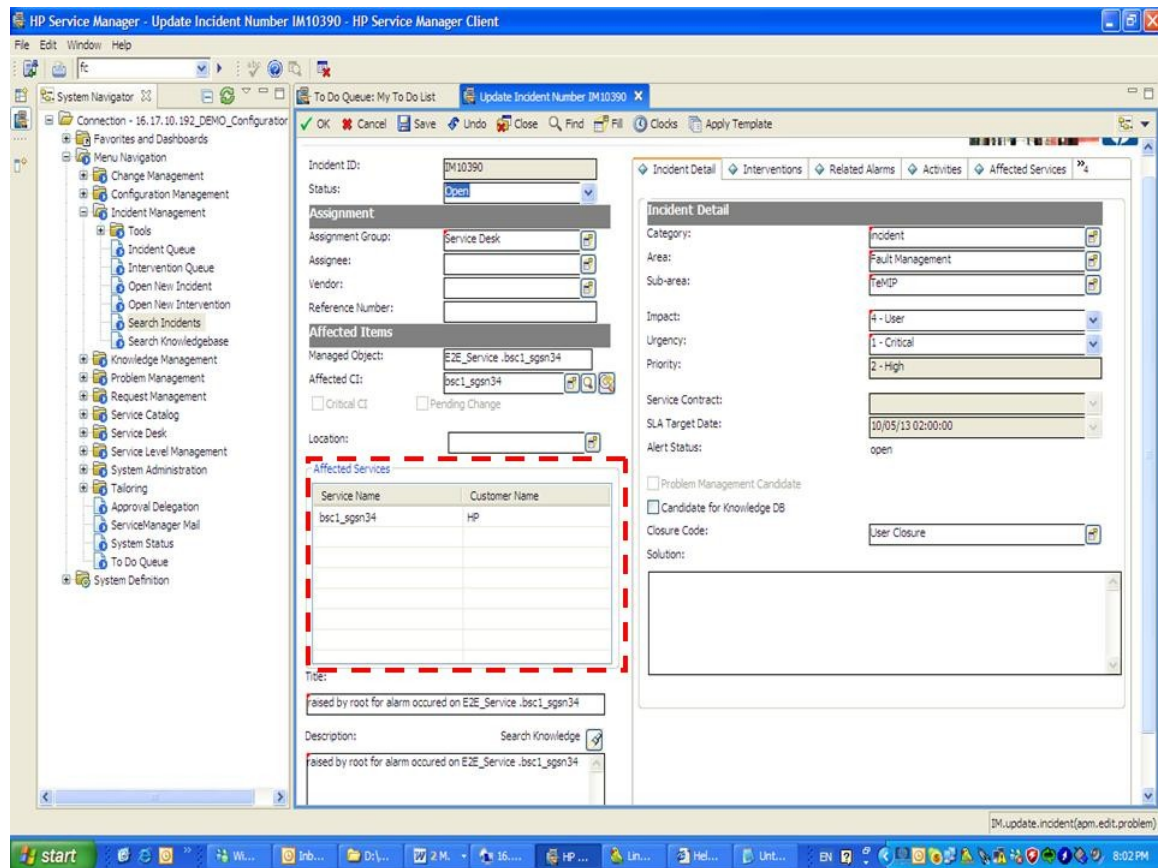 HP Service Manager - Update Incident Number IM10390 - HP Service Manager Client
File Edit Window Help
fc
System Navigator
Connection - 16.17.10.192_DEMO_Configuration
Favorites and Dashboards
Menu Navigation
Change Management
Configuration Management
Incident Management
Tools
Incident Queue
Intervention Queue
Open New Incident
Open New Intervention
Search Incidents
Search Knowledgebase
Knowledge Management
Problem Management
Request Management
Service Catalog
Service Desk
Service Level Management
System Administration
Tailoring
Approval Delegation
ServiceManager Mail
System Status
To Do Queue
System Definition
To Do Queue: My To Do List
Update Incident Number IM10390
OK Cancel Save Undo Close Find Fill Clocks Apply Template
Incident ID: IM10390
Status: Open
Assignment
Assignment Group: Service Desk
Assignee:
Vendor:
Reference Number:
Affected Items
Managed Object: E2E_Service .bsc1_sgsn34
Affected CI: bsc1_sgsn34
Critical CI Pending Change
Location:
Affected Services
Service Name Customer Name
bsc1_sgsn34 HP
Title:
raised by root for alarm occured on E2E_Service .bsc1_sgsn34
Description: Search Knowledge
raised by root for alarm occured on E2E_Service .bsc1_sgsn34
Incident Detail Interventions Related Alarms Activities Affected Services »4
Incident Detail
Category: incident
Area: Fault Management
Sub-area: TeMIP
Impact: 4 - User
Urgency: 1 - Critical
Priority: 2 - High
Service Contract:
SLA Target Date: 10/05/13 02:00:00
Alert Status: open
Problem Management Candidate
Candidate for Knowledge DB
Closure Code: User Closure
Solution:
IM.update.incident(apm.edit.problem)
start Wi... Inb... D:\... 2 M. 16.... HP ... Lin... Hel... Unt... EN 8:02 PM